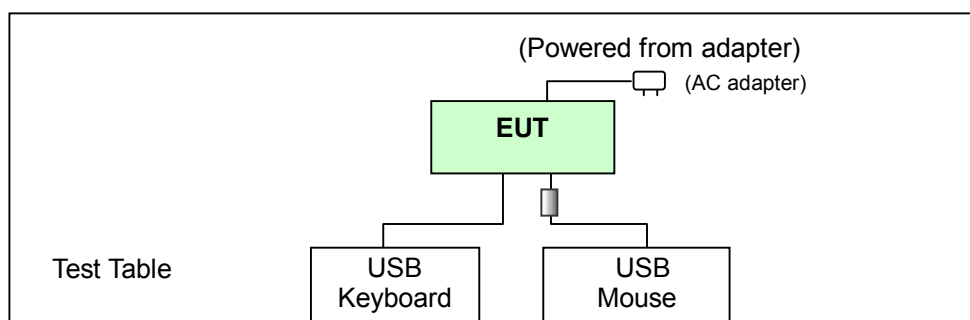 (Powered from adapter)
(AC adapter)
EUT
Test Table
USB
Keyboard
USB
Mouse